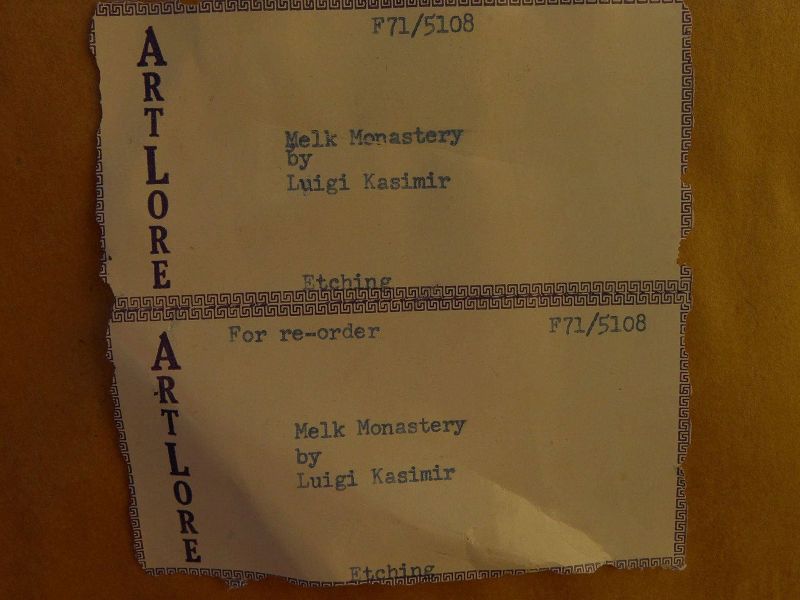 ARTLORE
F71/5108
Melk Monastery
by
Luigi Kasimir
Etching
ARTLORE
For re-order
F71/5108
Melk Monastery
by
Luigi Kasimir
Etching